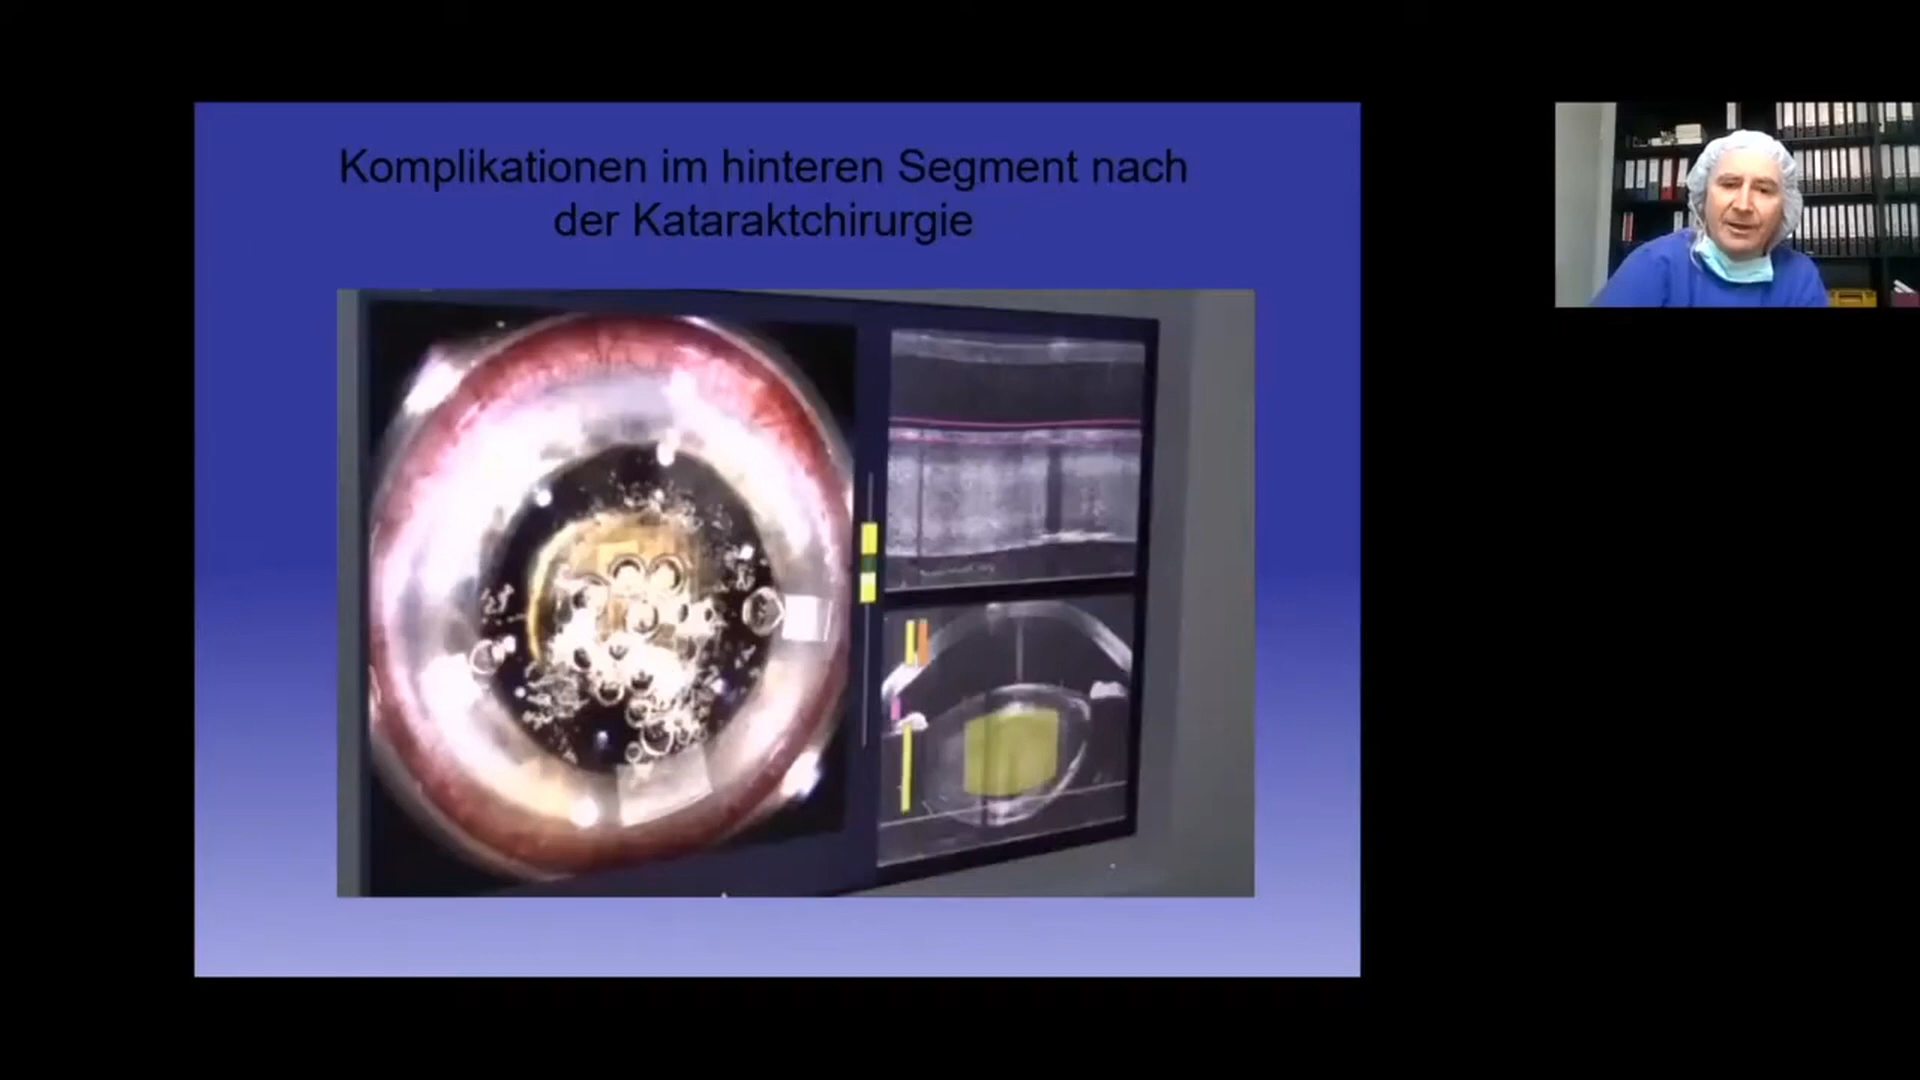 Komplikationen im hinteren Segment nach
der Kataraktchirurgie